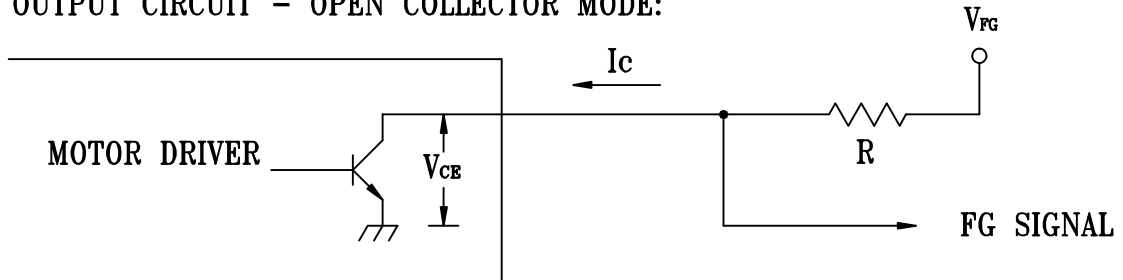 OUTPUT CIRCUIT - OPEN COLLECTOR MODE:
VFG
Ic
MOTOR DRIVER
VCE
R
FG SIGNAL